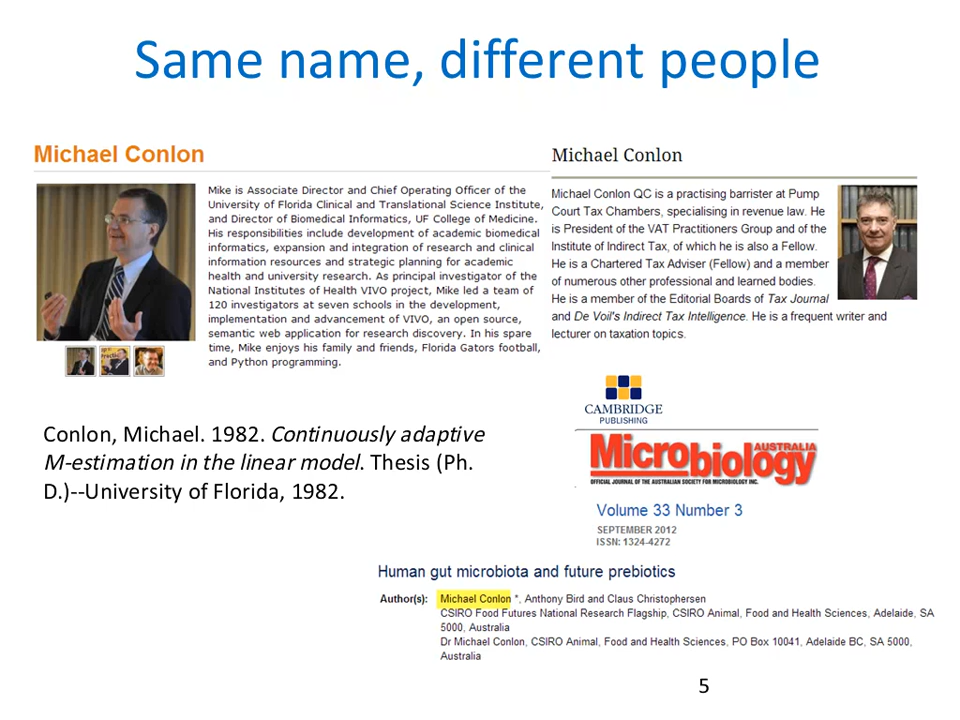 Same name, different people
Michael Conlon
Mike is Associate Director and Chief Operating Officer of the
University of Florida Clinical and Translational Science Institute,
and Director of Biomedical Informatics, UF College of Medicine.
His responsibilities include development of academic biomedical
informatics, expansion and integration of research and clinical
information resources and strategic planning for academic
health and university research. As principal investigator of the
National Institutes of Health VIVO project, Mike led a team of
120 investigators at seven schools in the development,
implementation and advancement of VIVO, an open source,
semantic web application for research discovery. In his spare
time, Mike enjoys his family and friends, Florida Gators football,
and Python programming.
Michael Conlon
Michael Conlon QC is a practising barrister at Pump
Court Tax Chambers, specialising in revenue law. He
is President of the VAT Practitioners Group and of the
Institute of Indirect Tax, of which he is also a Fellow.
He is a Chartered Tax Adviser (Fellow) and a member
of numerous other professional and learned bodies.
He is a member of the Editorial Boards of Tax Journal
and De Voil's Indirect Tax Intelligence. He is a frequent writer and
lecturer on taxation topics.
Conlon, Michael. 1982. Continuously adaptive
M-estimation in the linear model. Thesis (Ph.
D.)--University of Florida, 1982.
CAMBRIDGE
PUBLISHING
Microbiology
AUSTRALIA
OFFICIAL JOURNAL OF THE AUSTRALIAN SOCIETY FOR MICROBIOLOGY INC.
Volume 33 Number 3
SEPTEMBER 2012
ISSN: 1324-4272
Human gut microbiota and future prebiotics
Author(s): Michael Conlon *, Anthony Bird and Claus Christophersen
CSIRO Food Futures National Research Flagship, CSIRO Animal, Food and Health Sciences, Adelaide, SA
5000, Australia
Dr Michael Conlon, CSIRO Animal, Food and Health Sciences, PO Box 10041, Adelaide BC, SA 5000,
Australia
5